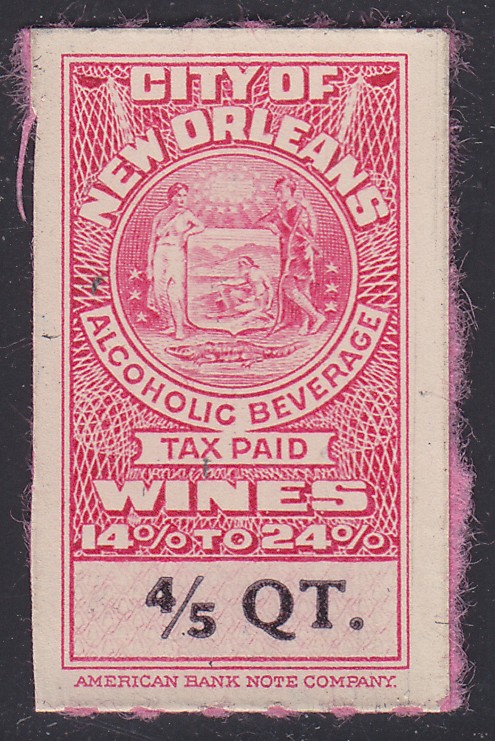 CITY OF
NEW ORLEANS
ALCOHOLIC BEVERAGE
TAX PAID
WINES
14% TO 24%
4/5 QT.
AMERICAN BANK NOTE COMPANY.